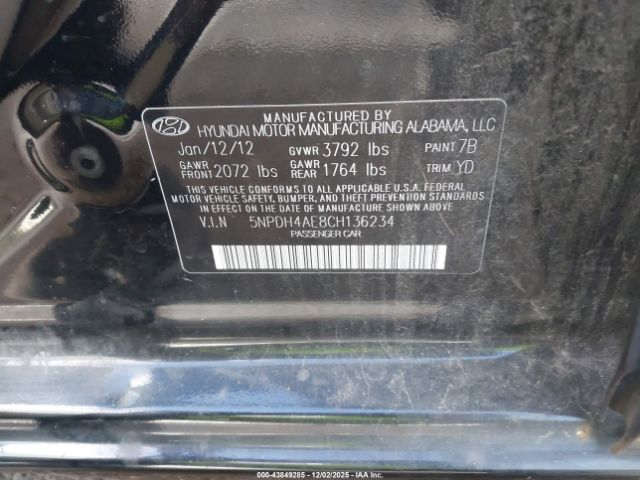 MANUFACTURED BY
HYUNDAI MOTOR MANUFACTURING ALABAMA, LLC
Jan/12/12 GVWR 3792 lbs PAINT 7B
GAWR FRONT 2072 lbs GAWR REAR 1764 lbs TRIM YD
THIS VEHICLE CONFORMS TO ALL APPLICABLE U.S.A. FEDERAL
MOTOR VEHICLE SAFETY, BUMPER, AND THEFT PREVENTION STANDARDS
IN EFFECT ON THE DATE OF MANUFACTURE SHOWN ABOVE.
V.I.N 5NPDH4AE8CH136234
PASSENGER CAR
000-43849285 - 12/02/2025 - IAA Inc.